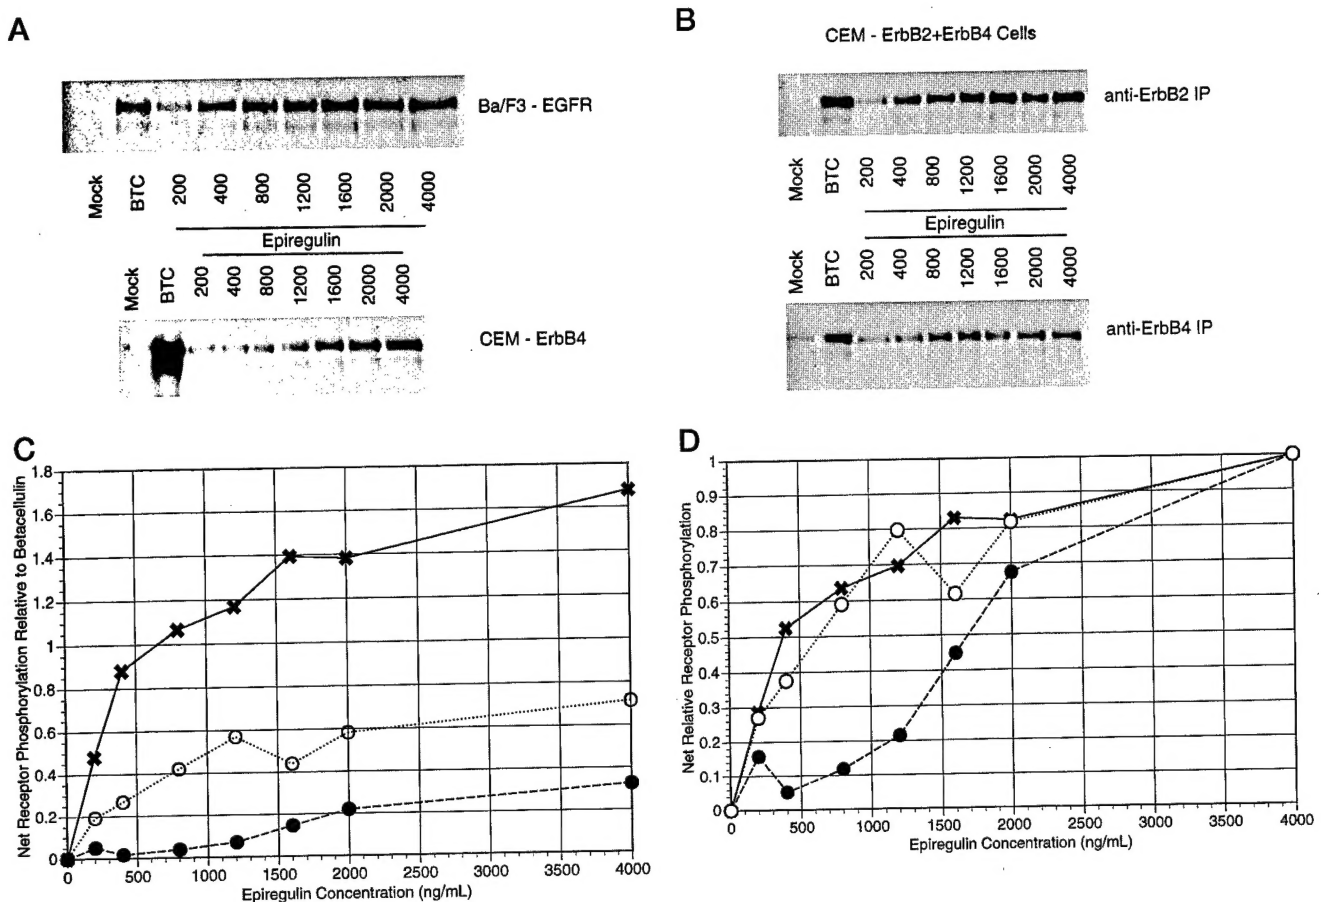 A
Ba/F3 - EGFR
Mock BTC 200 400 800 1200 1600 2000 4000
Epiregulin
Mock BTC 200 400 800 1200 1600 2000 4000
CEM - ErbB4
B
CEM - ErbB2+ErbB4 Cells
anti-ErbB2 IP
Mock BTC 200 400 800 1200 1600 2000 4000
Epiregulin
Mock BTC 200 400 800 1200 1600 2000 4000
anti-ErbB4 IP
C
Net Receptor Phosphorylation Relative to Betacellulin
1.8
1.6
1.4
1.2
1
0.8
0.6
0.4
0.2
0
0 500 1000 1500 2000 2500 3000 3500 4000
Epiregulin Concentration (ng/mL)
D
Net Relative Receptor Phosphorylation
1
0.9
0.8
0.7
0.6
0.5
0.4
0.3
0.2
0.1
0
0 500 1000 1500 2000 2500 3000 3500 4000
Epiregulin Concentration (ng/mL)